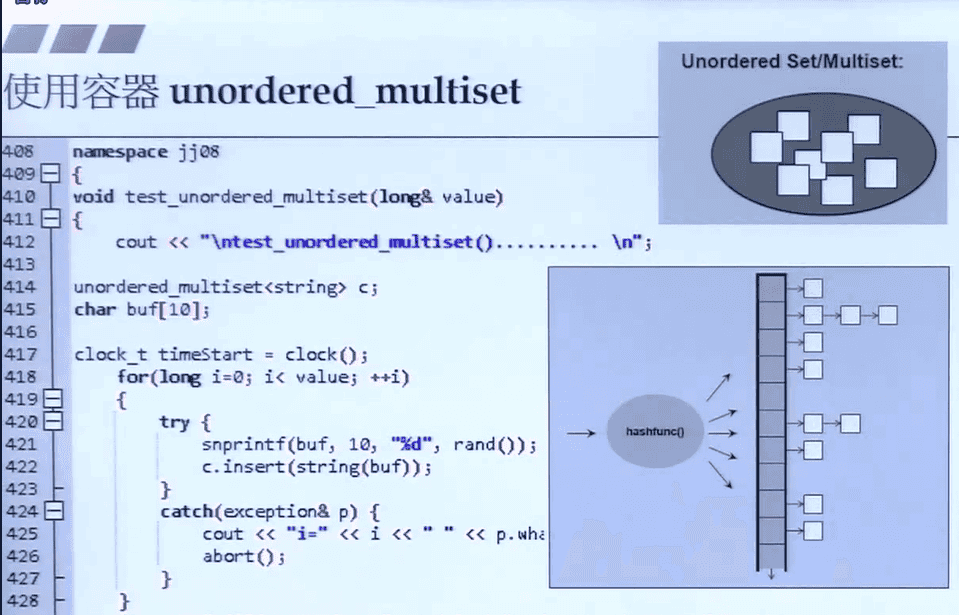 使用容器 unordered_multiset
Unordered Set/Multiset:
408 namespace jj08
409 {
410 void test_unordered_multiset(long& value)
411 {
412 cout << "\ntest_unordered_multiset().......... \n";
413
414 unordered_multiset<string> c;
415 char buf[10];
416
417 clock_t timeStart = clock();
418 for(long i=0; i< value; ++i)
419 {
420 try {
421 snprintf(buf, 10, "%d", rand());
422 c.insert(string(buf));
423 }
424 catch(exception& p) {
425 cout << "i=" << i << " " << p.wha
426 abort();
427 }
428 }
hashfunc()